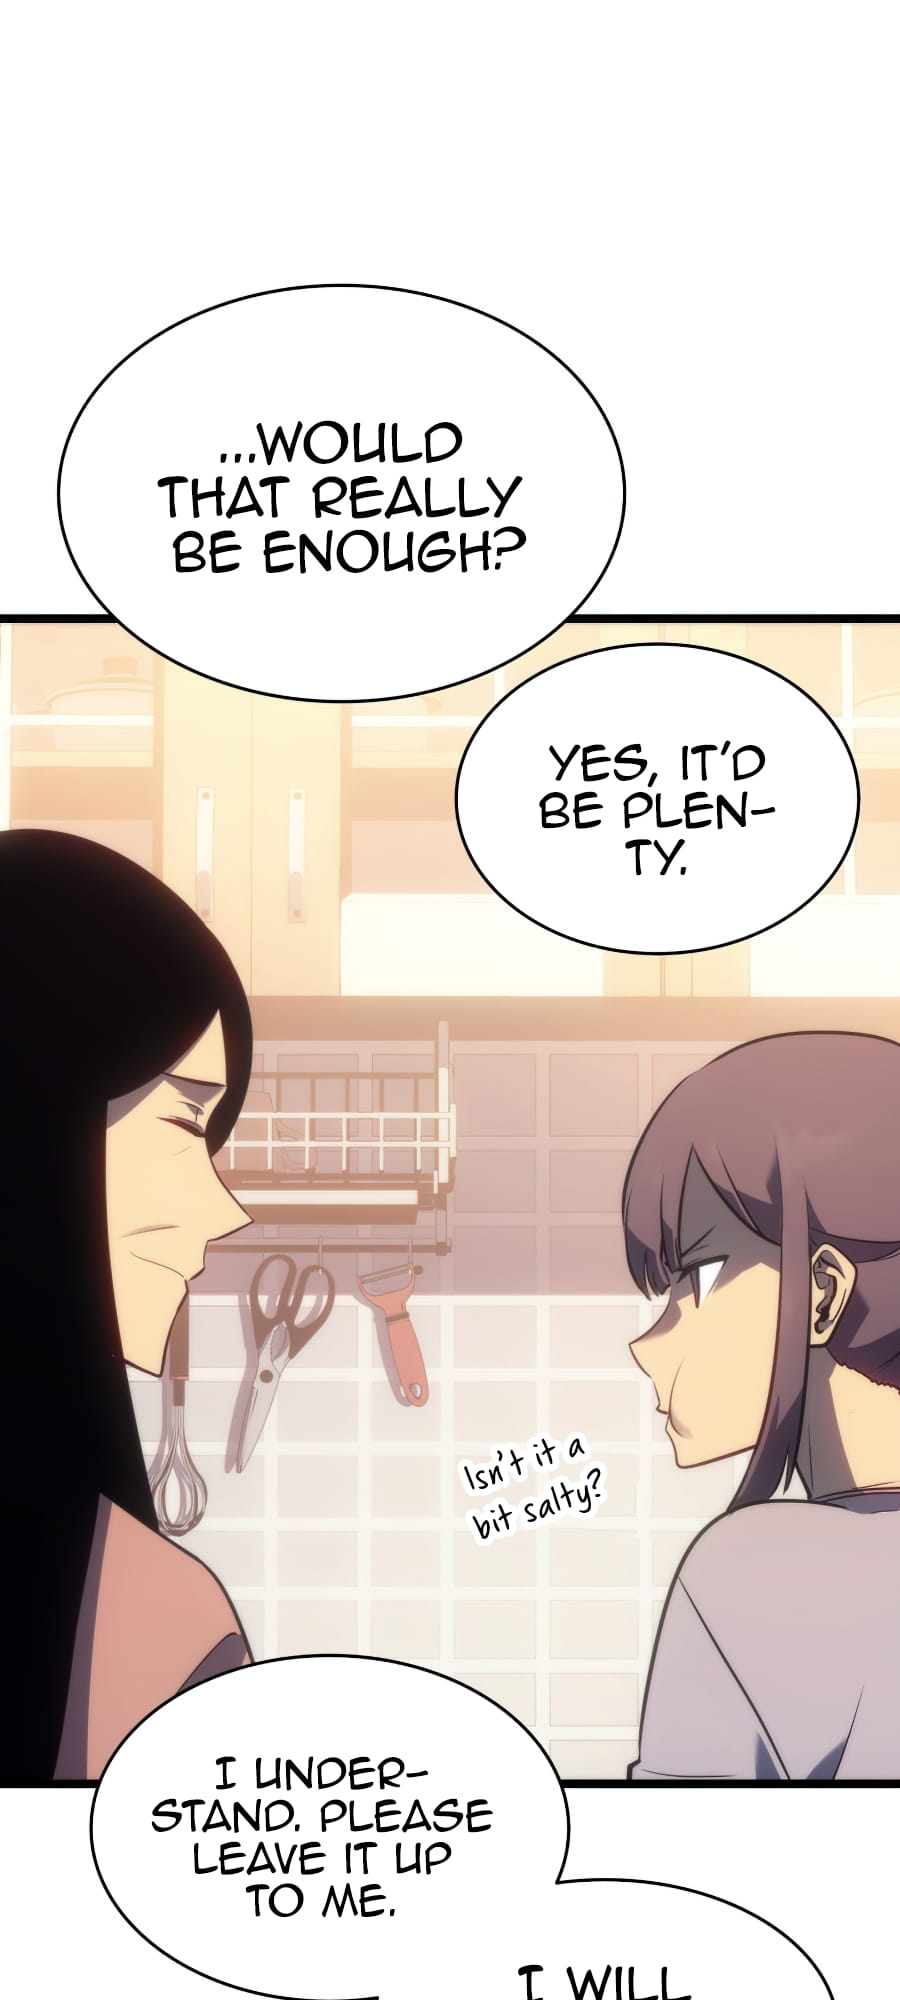 ...WOULD
THAT REALLY
BE ENOUGH?
YES, IT'D
BE PLEN-
TY.
Isn't it a
bit salty?
I UNDER-
STAND. PLEASE
LEAVE IT UP
TO ME.
I WILL